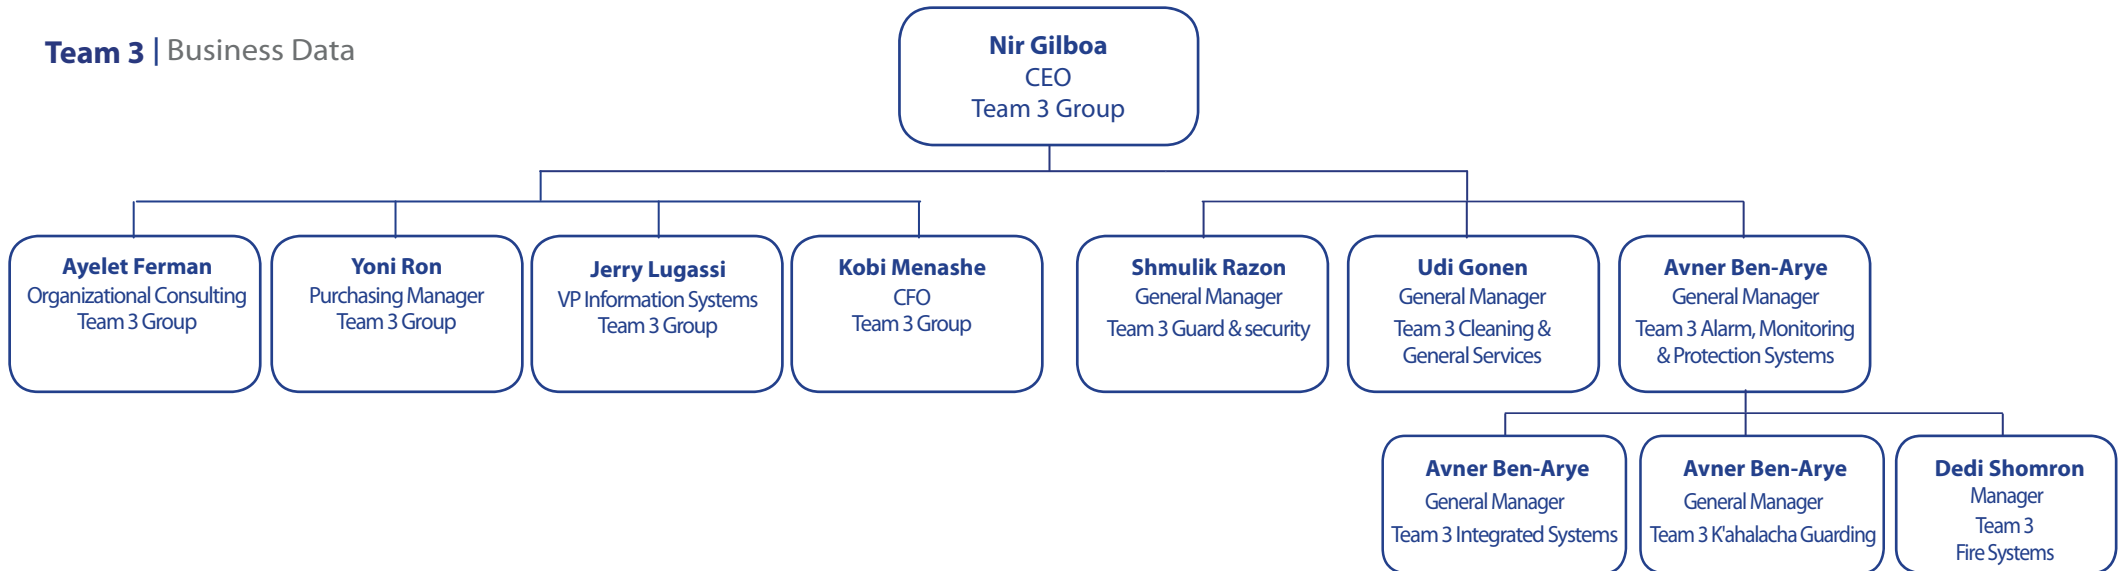 Team 3 | Business Data
Nir Gilboa
CEO
Team 3 Group
Ayelet Ferman
Organizational Consulting
Team 3 Group
Yoni Ron
Purchasing Manager
Team 3 Group
Jerry Lugassi
VP Information Systems
Team 3 Group
Kobi Menashe
CFO
Team 3 Group
Shmulik Razon
General Manager
Team 3 Guard & security
Udi Gonen
General Manager
Team 3 Cleaning &
General Services
Avner Ben-Arye
General Manager
Team 3 Alarm, Monitoring
& Protection Systems
Avner Ben-Arye
General Manager
Team 3 Integrated Systems
Avner Ben-Arye
General Manager
Team 3 K'ahalacha Guarding
Dedi Shomron
Manager
Team 3
Fire Systems